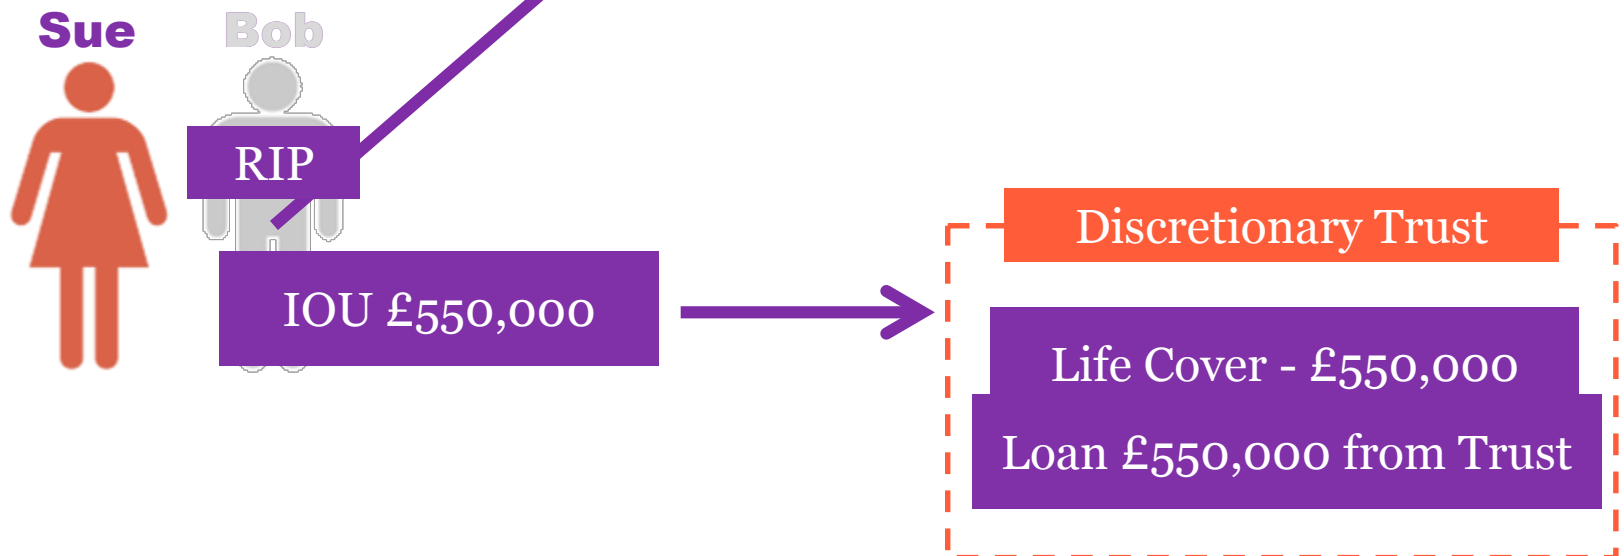 Sue
Bob
RIP
IOU £550,000
Discretionary Trust
Life Cover - £550,000
Loan £550,000 from Trust